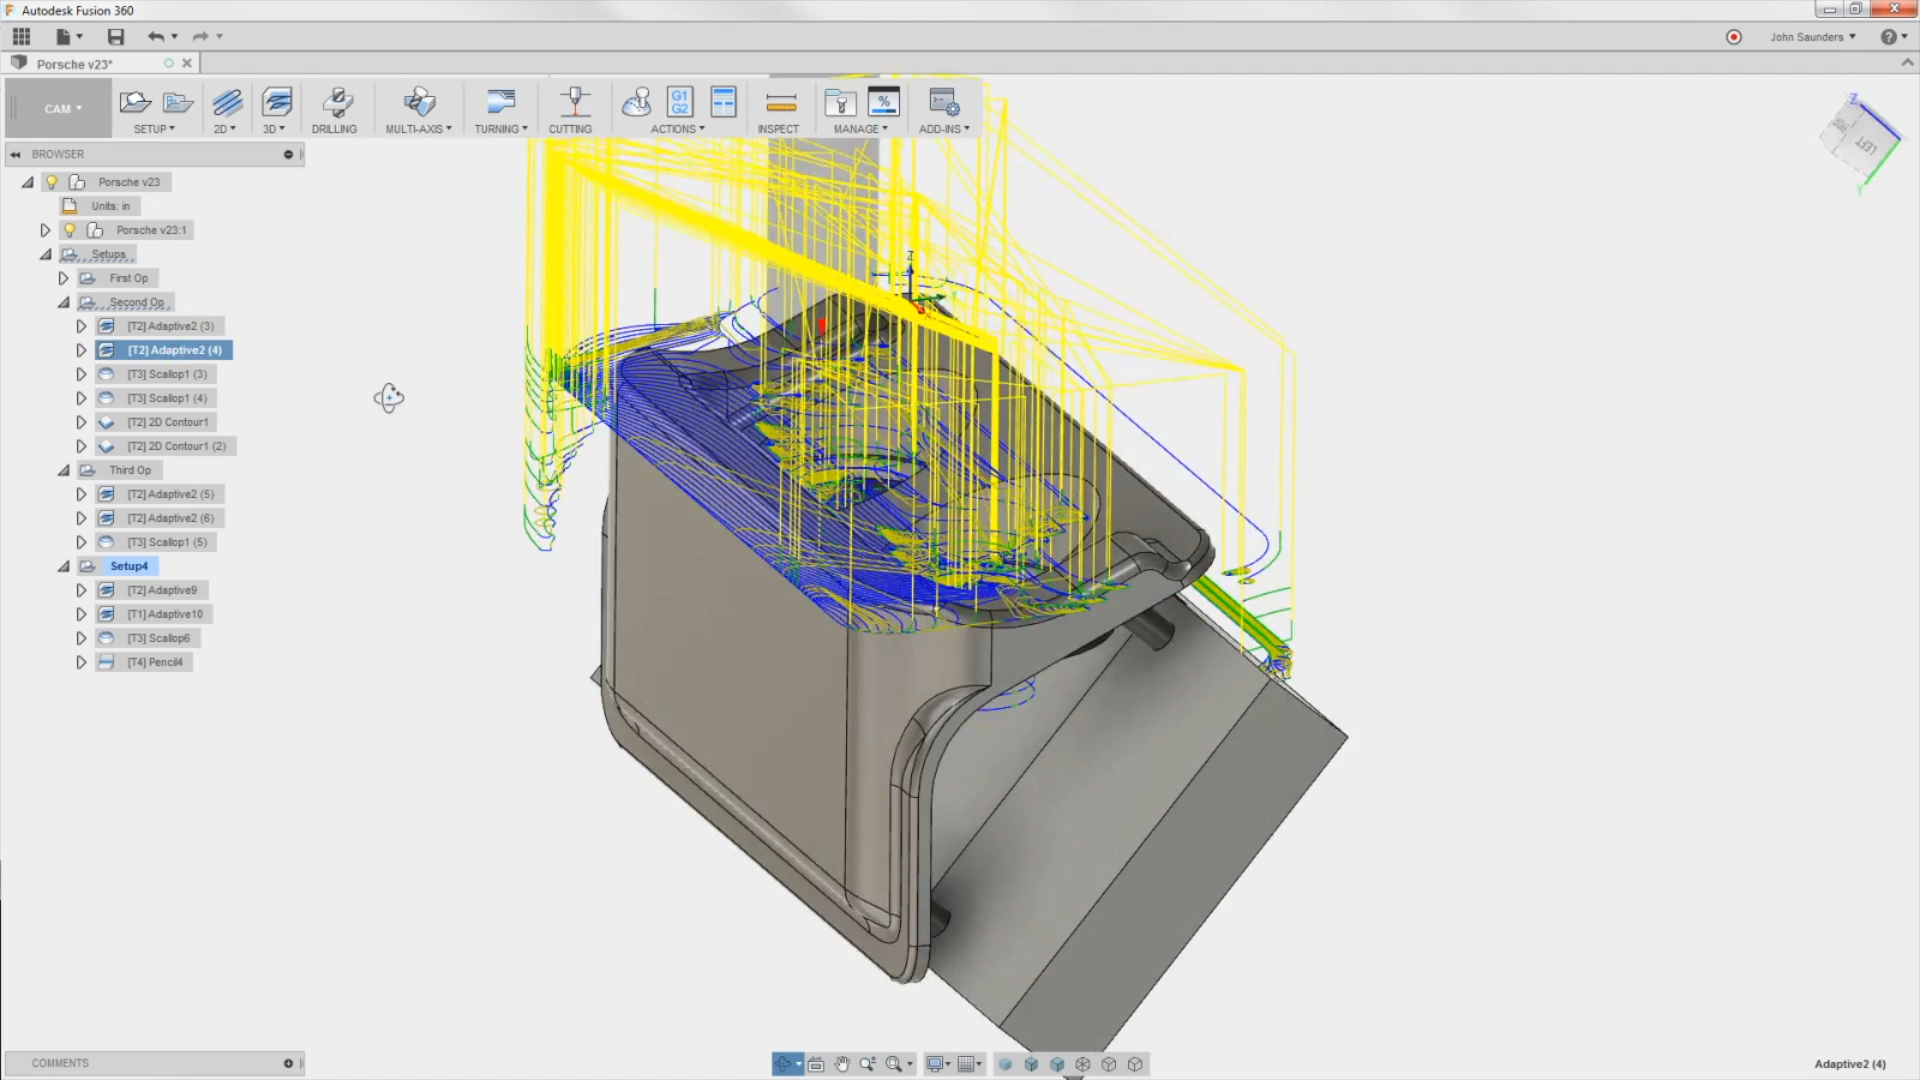 Autodesk Fusion 360
John Saunders
Porsche v23*
CAM
SETUP
2D
3D
DRILLING
MULTI-AXIS
TURNING
CUTTING
G1
G2
ACTIONS
INSPECT
%
MANAGE
ADD-INS
BROWSER
Porsche v23
Units: in
Porsche v23:1
Setups
First Op
Second Op
[T2] Adaptive2 (3)
[T2] Adaptive2 (4)
[T3] Scallop1 (3)
[T3] Scallop1 (4)
[T2] 2D Contour1
[T2] 2D Contour1 (2)
Third Op
[T2] Adaptive2 (5)
[T2] Adaptive2 (6)
[T3] Scallop1 (5)
Setup4
[T2] Adaptive9
[T1] Adaptive10
[T3] Scallop6
[T4] Pencil4
Z
LEFT
Y
Z
COMMENTS
Adaptive2 (4)